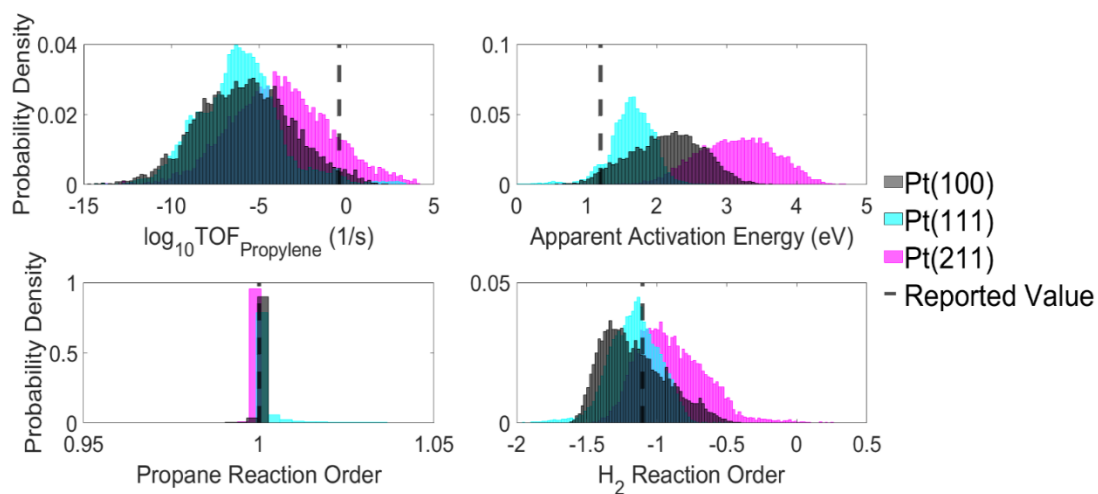 Probability Density
0.04
0.02
0
-15 -10 -5 0 5
log10TOFPropylene (1/s)
0.1
0.05
0
0 1 2 3 4 5
Apparent Activation Energy (eV)
Pt(100)
Pt(111)
Pt(211)
Reported Value
Probability Density
1
0.5
0
0.95 1 1.05
Propane Reaction Order
0.05
0
-2 -1.5 -1 -0.5 0 0.5
H2 Reaction Order